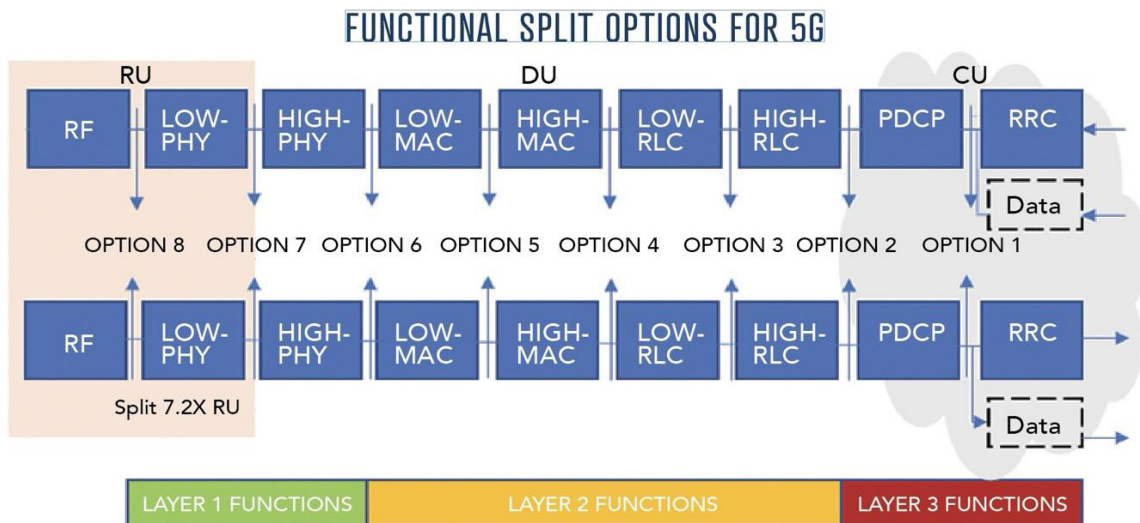 FUNCTIONAL SPLIT OPTIONS FOR 5G
RU DU CU
RF LOW-PHY HIGH-PHY LOW-MAC HIGH-MAC LOW-RLC HIGH-RLC PDCP RRC
Data
OPTION 8 OPTION 7 OPTION 6 OPTION 5 OPTION 4 OPTION 3 OPTION 2 OPTION 1
RF LOW-PHY HIGH-PHY LOW-MAC HIGH-MAC LOW-RLC HIGH-RLC PDCP RRC
Split 7.2X RU
Data
LAYER 1 FUNCTIONS LAYER 2 FUNCTIONS LAYER 3 FUNCTIONS